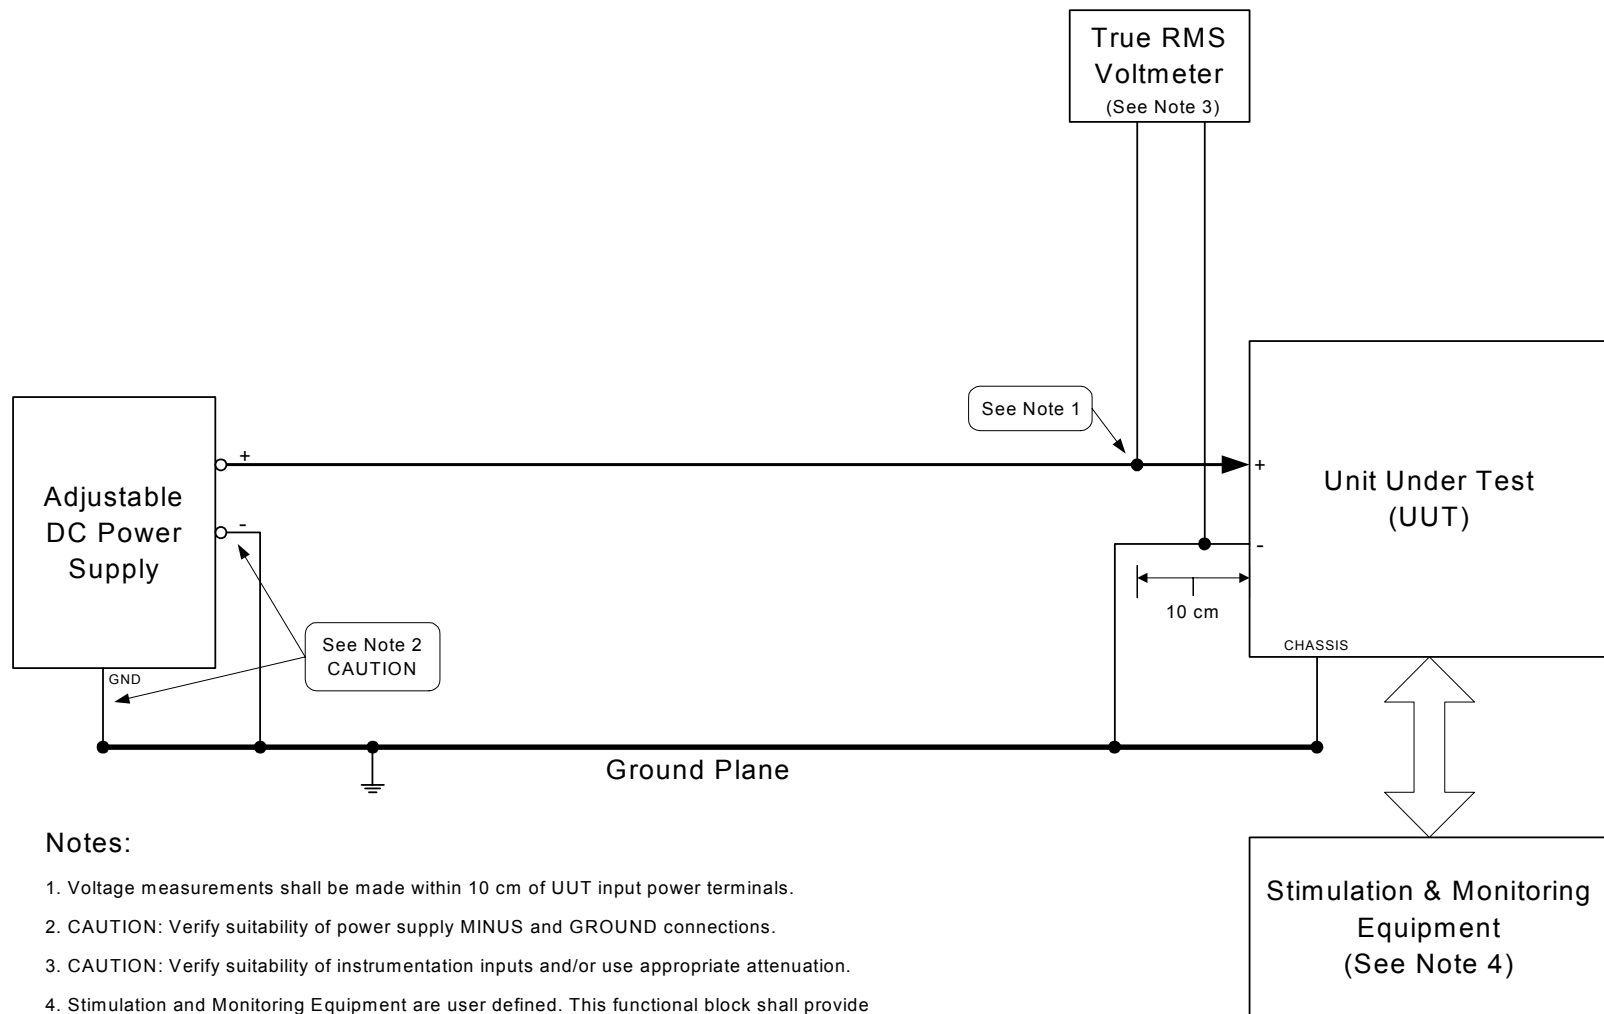 True RMS
Voltmeter
(See Note 3)
See Note 1
+
-
Adjustable
DC Power
Supply
GND
See Note 2
CAUTION
+
-
Unit Under Test
(UUT)
10 cm
CHASSIS
Ground Plane
Stimulation & Monitoring
Equipment
(See Note 4)
Notes:
1. Voltage measurements shall be made within 10 cm of UUT input power terminals.
2. CAUTION: Verify suitability of power supply MINUS and GROUND connections.
3. CAUTION: Verify suitability of instrumentation inputs and/or use appropriate attenuation.
4. Stimulation and Monitoring Equipment are user defined. This functional block shall provide